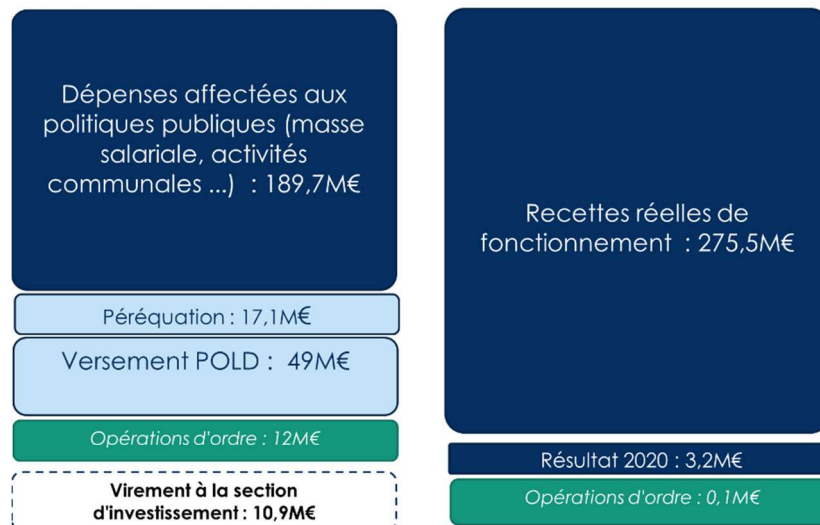 Dépenses affectées aux
politiques publiques (masse
salariale, activités
communales ...) : 189,7M€
Péréquation : 17,1M€
Versement POLD : 49M€
Opérations d'ordre : 12M€
Virement à la section
d'investissement : 10,9M€
Recettes réelles de
fonctionnement : 275,5M€
Résultat 2020 : 3,2M€
Opérations d'ordre : 0,1M€